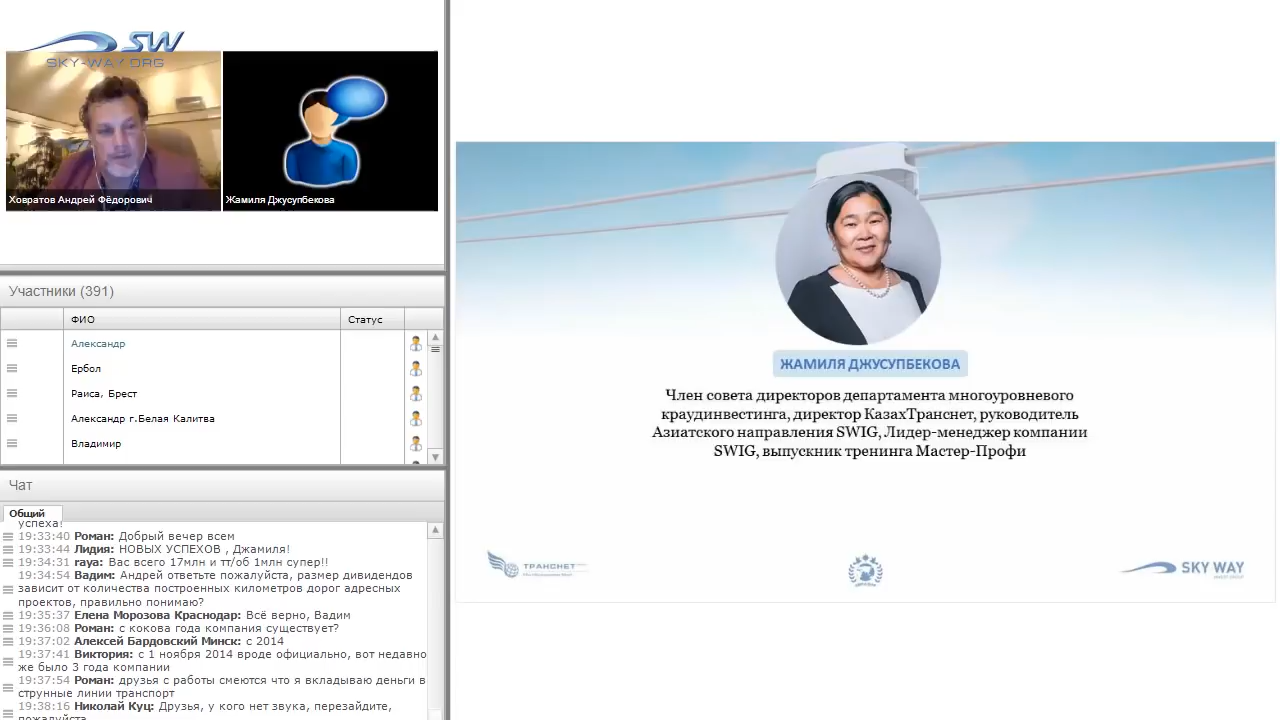 SW
SKY-WAY.ORG
Ховратов Андрей Фёдорович
Жамиля Джусупбекова
Участники (391)
ФИО
Статус
Александр
Ербол
Раиса, Брест
Александр г.Белая Калитва
Владимир
Чат
Общий
успеха!
19:33:40 Роман: Добрый вечер всем
19:33:44 Лидия: НОВЫХ УСПЕХОВ , Джамиля!
19:34:31 raya: Вас всего 17млн и тт/об 1млн супер!!
19:34:54 Вадим: Андрей ответьте пожалуйста, размер дивидендов
зависит от количества построенных километров дорог адресных
проектов, правильно понимаю?
19:35:37 Елена Морозова Краснодар: Всё верно, Вадим
19:36:08 Роман: с кокова года компания существует?
19:37:02 Алексей Бардовский Минск: с 2014
19:37:41 Виктория: с 1 ноября 2014 вроде официально, вот недавно
же было 3 года компании
19:37:54 Роман: друзья с работы смеются что я вкладываю деньги в
струнные линии транспорт
19:38:16 Николай Куц: Друзья, у кого нет звука, перезайдите,
пожалуйста
ЖАМИЛЯ ДЖУСУПБЕКОВА
Член совета директоров департамента многоуровневого
краудинвестинга, директор КазахТранснет, руководитель
Азиатского направления SWIG, Лидер-менеджер компании
SWIG, выпускник тренинга Мастер-Профи
ТРАНСНЕТ
SKY WAY
INVEST GROUP